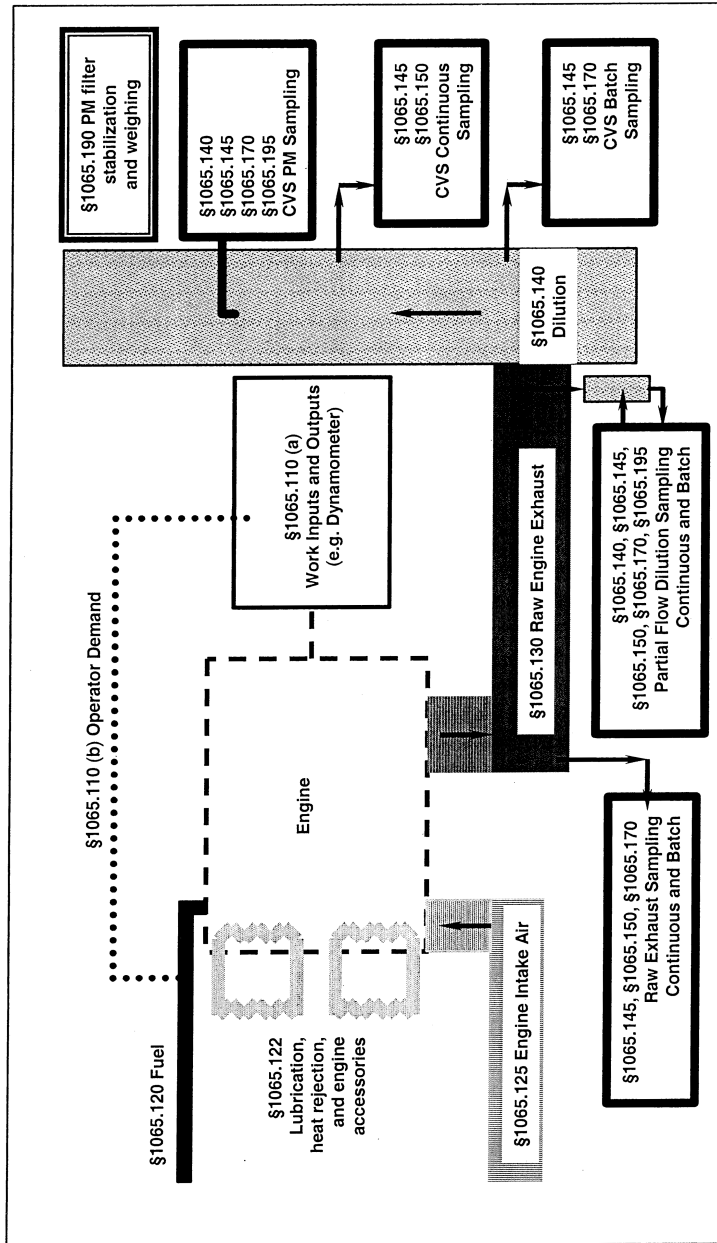 §1065.190 PM filter
stabilization
and weighing
§1065.110 (b) Operator Demand
§1065.140
§1065.145
§1065.170
§1065.195
CVS PM Sampling
§1065.120 Fuel
§1065.110 (a)
Work Inputs and Outputs
(e.g. Dynamometer)
§1065.145
§1065.150
CVS Continuous
Sampling
§1065.122
Lubrication,
heat rejection,
and engine
accessories
Engine
§1065.145
§1065.170
CVS Batch
Sampling
§1065.140
Dilution
§1065.125 Engine Intake Air
§1065.130 Raw Engine Exhaust
§1065.145, §1065.150, §1065.170
Raw Exhaust Sampling
Continuous and Batch
§1065.140, §1065.145,
§1065.150, §1065.170, §1065.195
Partial Flow Dilution Sampling
Continuous and Batch